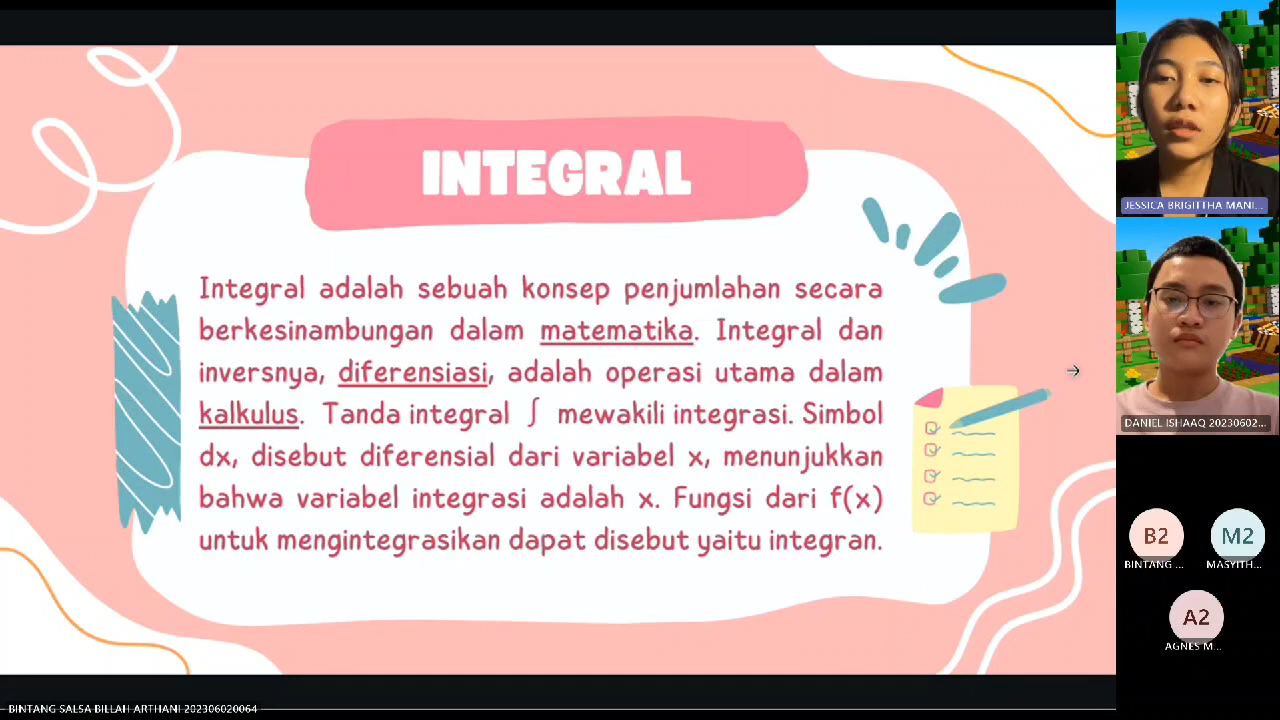 INTEGRAL
Integral adalah sebuah konsep penjumlahan secara
berkesinambungan dalam matematika. Integral dan
inversnya, diferensiasi, adalah operasi utama dalam
kalkulus. Tanda integral ∫ mewakili integrasi. Simbol
dx, disebut diferensial dari variabel x, menunjukkan
bahwa variabel integrasi adalah x. Fungsi dari f(x)
untuk mengintegrasikan dapat disebut yaitu integran.
JESSICA BRIGITTHA MANI...
DANIEL ISHAAQ 20230602...
B2
M2
BINTANG ...
MASYITH...
A2
AGNES M...
BINTANG SALSA BILLAH ARTHANI 202306020064